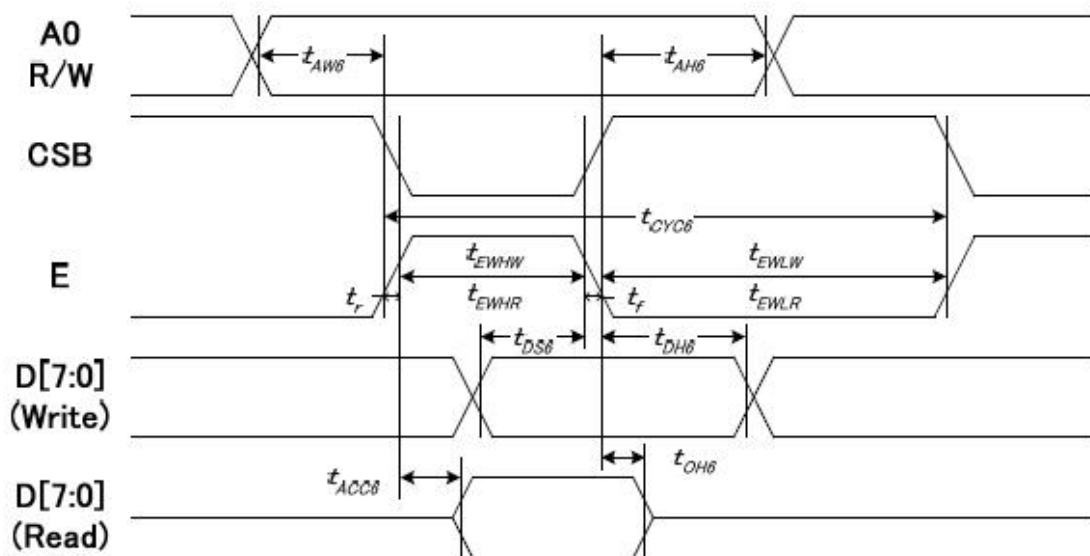 A0
R/W
tAW6
tAH6
CSB
tCYC6
E
tEWHW
tEWLW
tr
tEWHR
tf
tEWLR
tDS6
tDH6
D[7:0]
(Write)
tACC6
tOH6
D[7:0]
(Read)